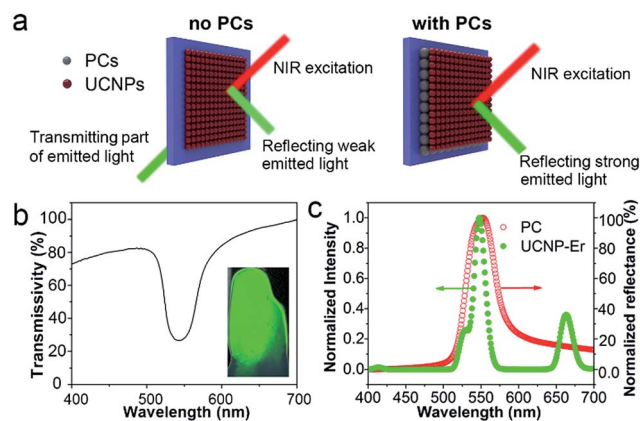 a
no PCs
with PCs
PCs
UCNPs
NIR excitation
NIR excitation
Transmitting part
of emitted light
Reflecting weak
emitted light
Reflecting strong
emitted light
b
Transmissivity (%)
100
80
60
40
20
0
400
500
600
700
Wavelength (nm)
c
Normalized Intensity
1.0
0.8
0.6
0.4
0.2
0.0
PC
UCNP-Er
100
80
60
40
20
0
Normalized reflectance (%)
400
450
500
550
600
650
700
Wavelength (nm)